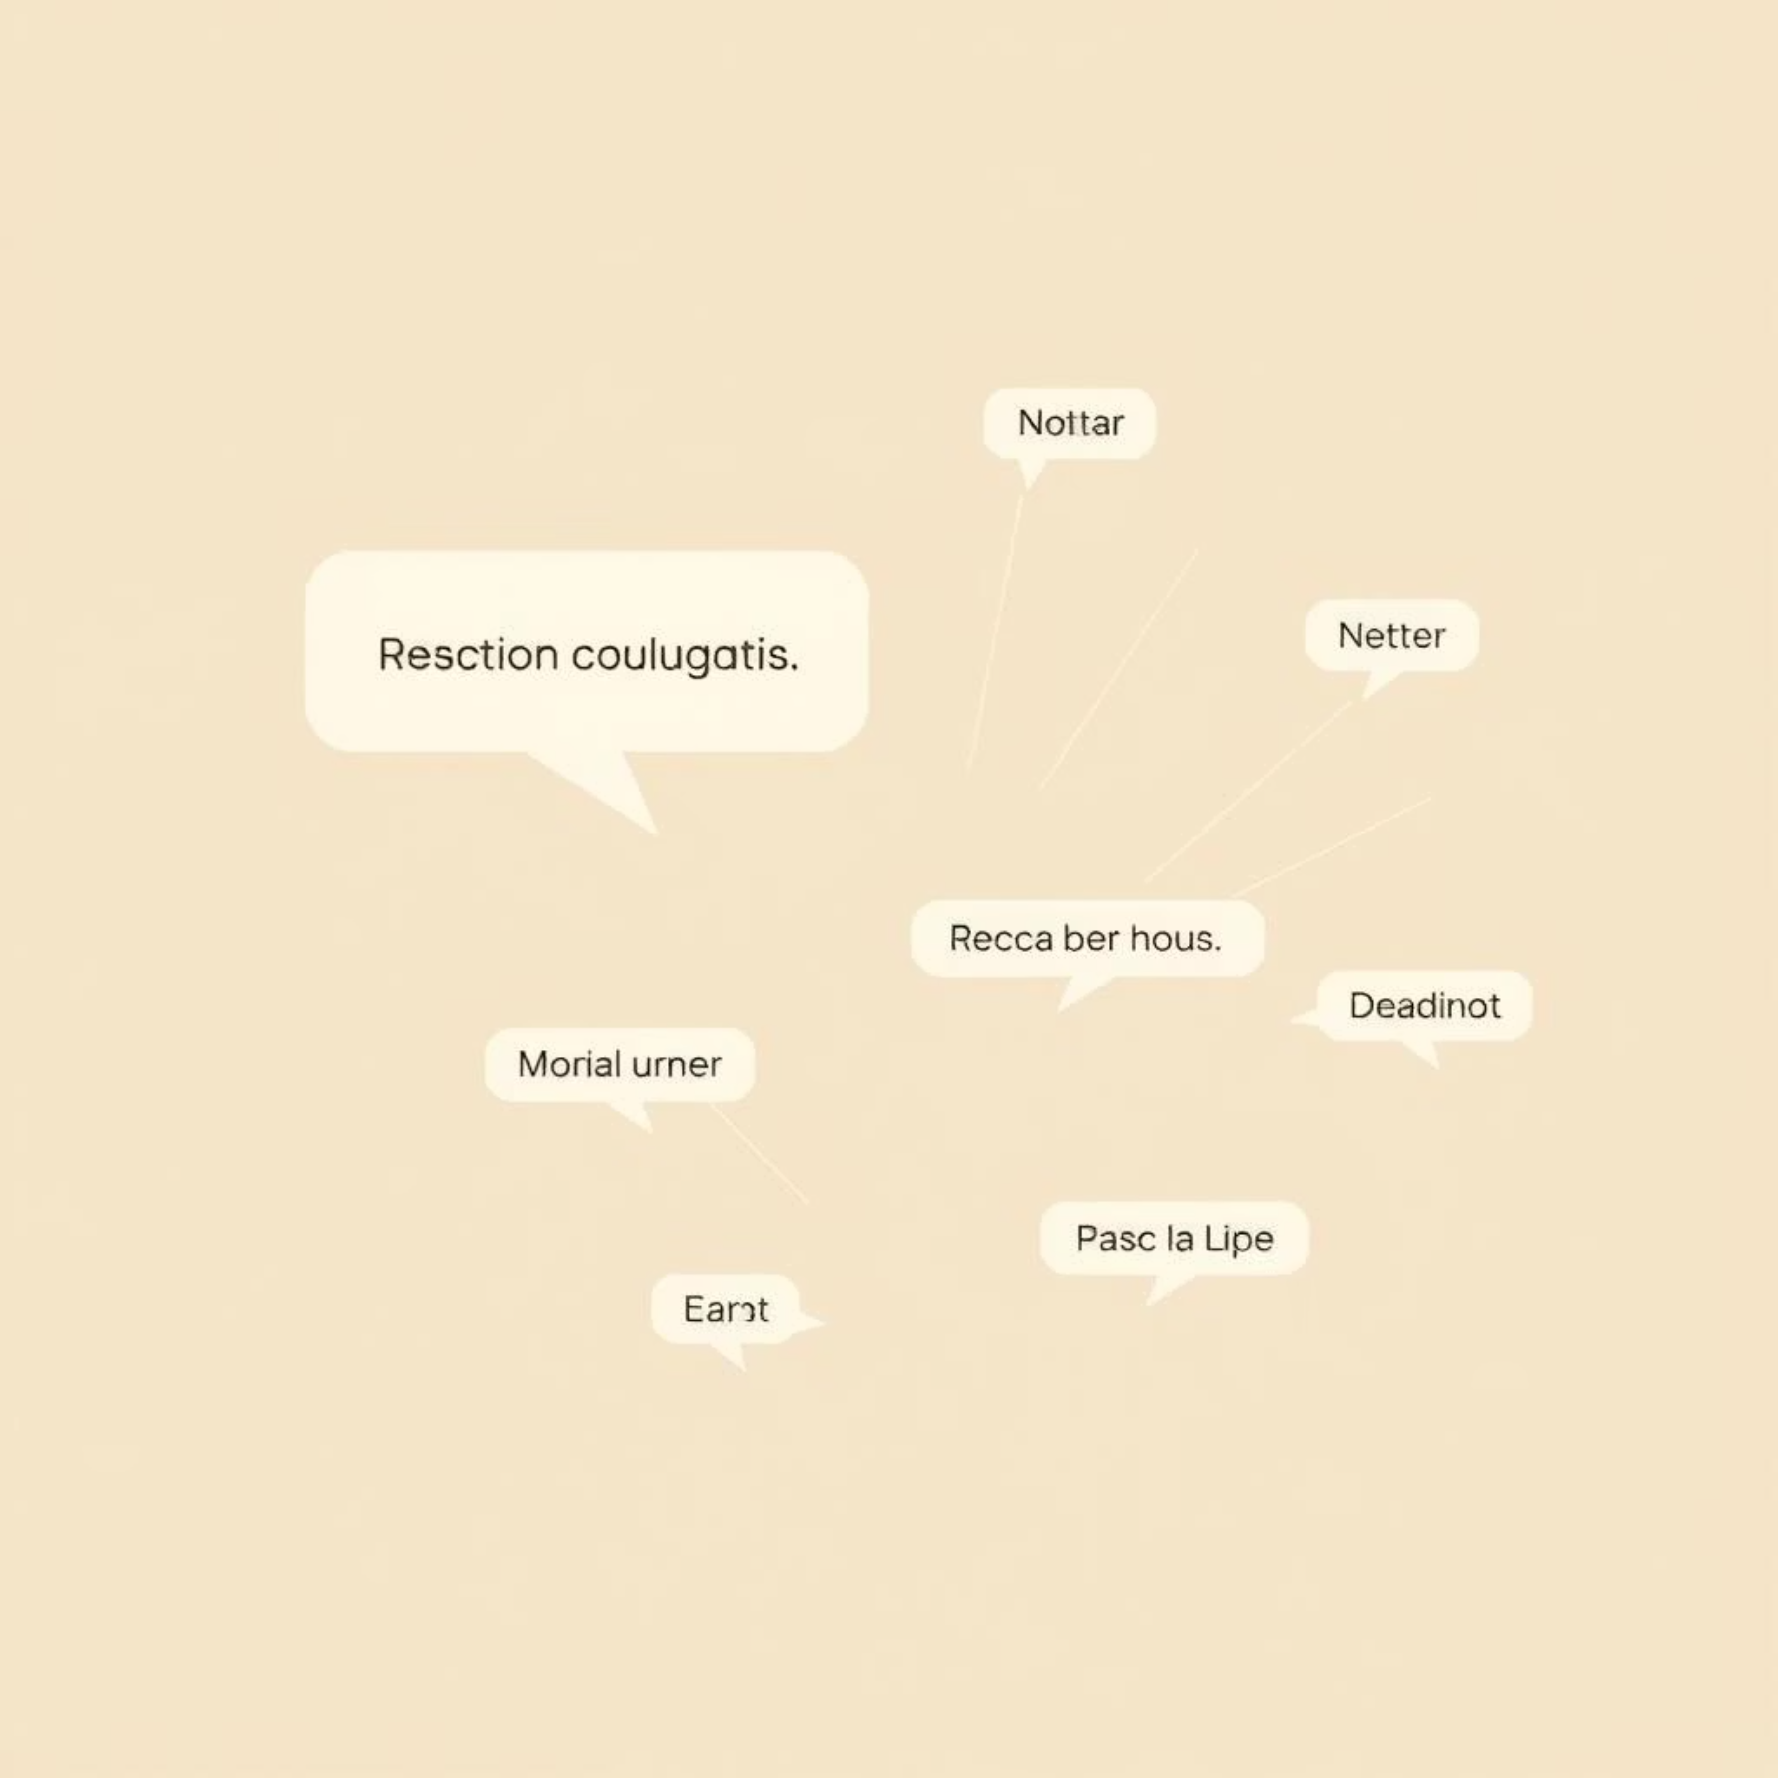 Nottar
Resction coulugatis.
Netter
Recca ber hous.
Deadinot
Morial urner
Pasc la Lipe